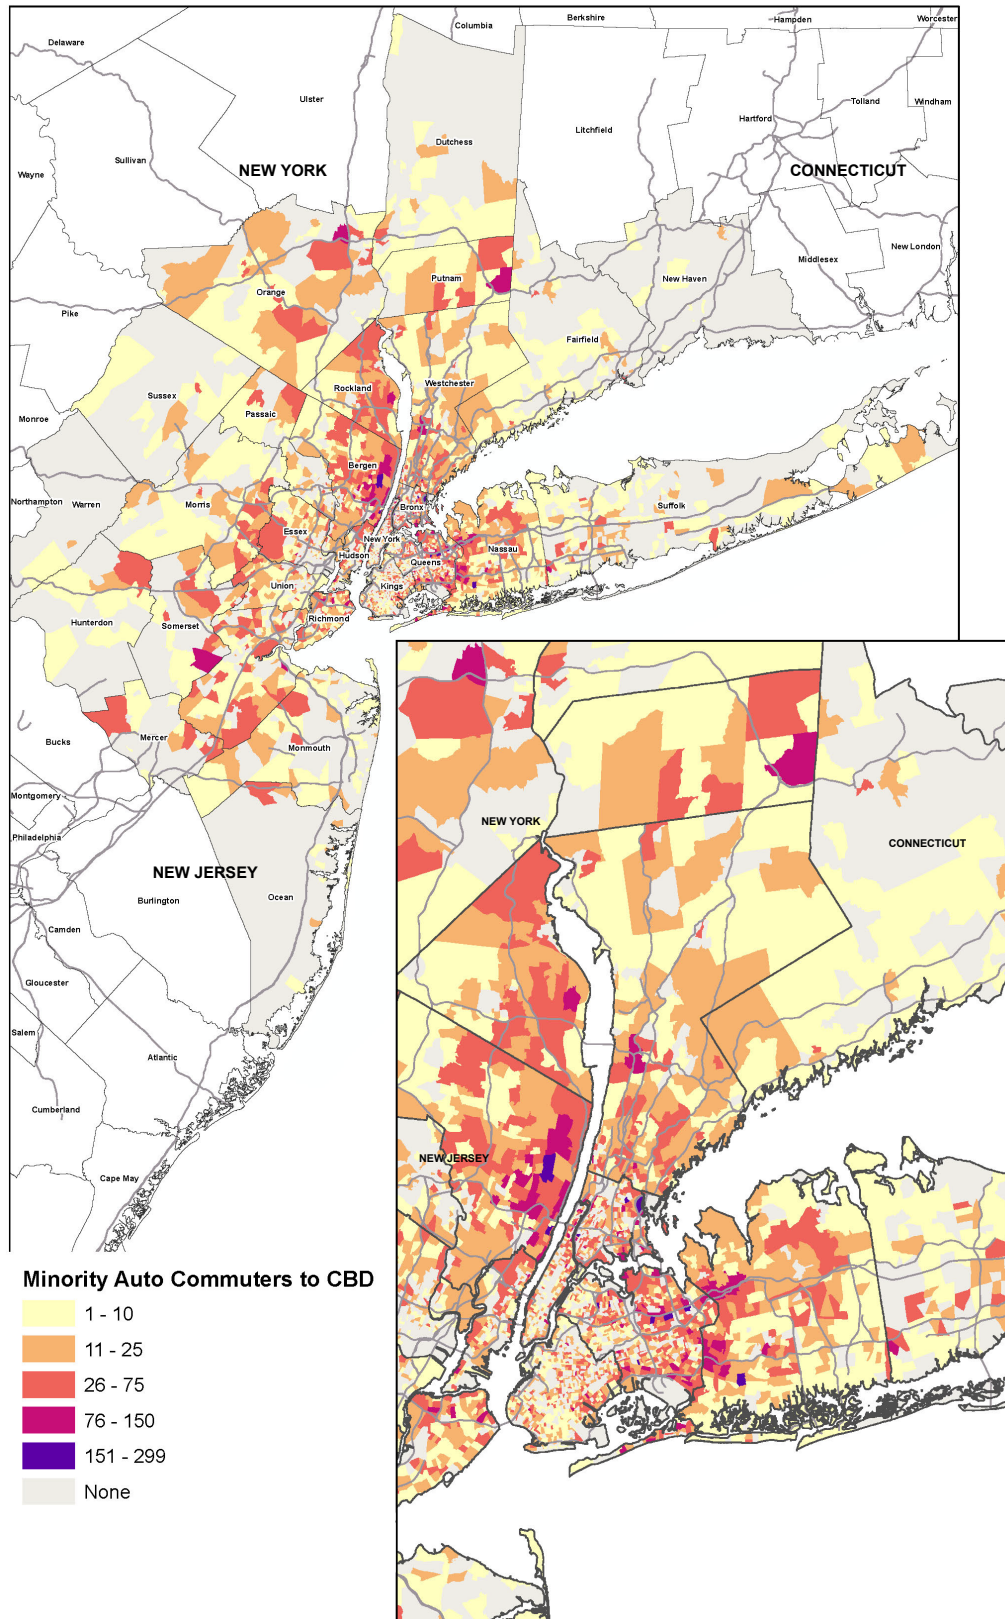 Columbia
Berkshire
Hampden
Worcester
Delaware
Ulster
Tolland
Windham
Hartford
Litchfield
Dutchess
Sullivan
NEW YORK
CONNECTICUT
Wayne
New London
Middlesex
Putnam
New Haven
Orange
Pike
Fairfield
Rockland
Westchester
Sussex
Passaic
Monroe
Bergen
Northampton
Warren
Morris
Bronx
Suffolk
Essex
New York
Nassau
Hudson
Queens
Union
Kings
Richmond
Hunterdon
Somerset
Mercer
Bucks
Monmouth
Montgomery
NEW YORK
Philadelphia
CONNECTICUT
NEW JERSEY
Ocean
Burlington
Camden
Gloucester
Salem
Atlantic
Cumberland
NEW JERSEY
Cape May
Minority Auto Commuters to CBD
1 - 10
11 - 25
26 - 75
76 - 150
151 - 299
None